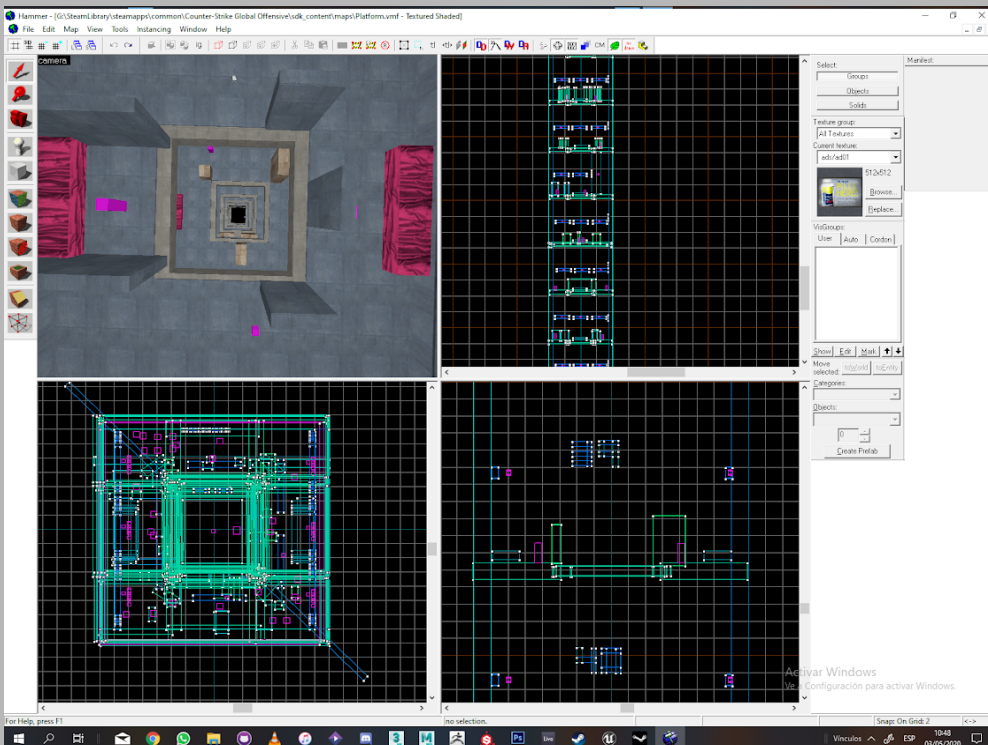 Hammer - [G:\SteamLibrary\steamapps\common\Counter-Strike Global Offensive\sdk_content\maps\Platform.vmf - Textured Shaded]
File Edit Map View Tools Instancing Window Help
camera
Select:
Groups
Objects
Solids
Texture group:
All Textures
Current texture:
ads/ad01
512x512
Browse...
Replace...
VisGroups:
User Auto Cordon
Show Edit Mark
Move selected: toWorld toEntity
Categories:
Objects:
0
Create Prefab
Manifest:
Activar Windows
Ve a Configuración para activar Windows.
For Help, press F1
no selection.
Snap: On Grid: 2
<->
Vínculos
ESP
10:48
03/05/2020